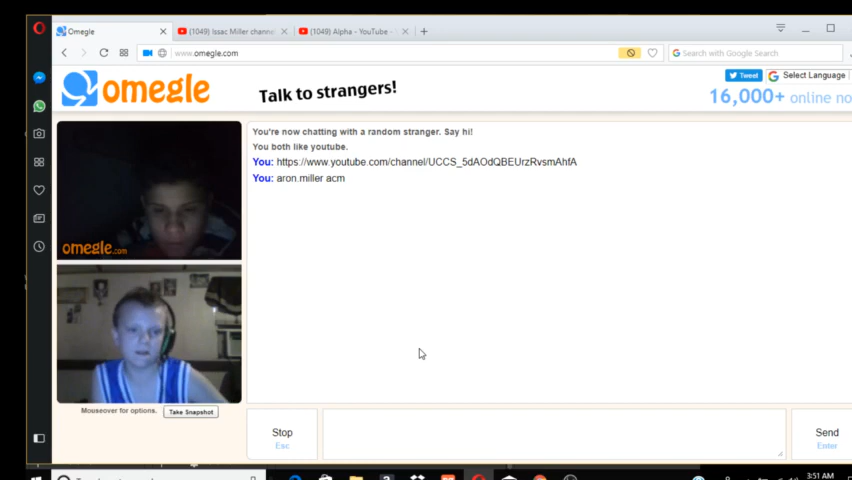 Omegle
(1049) Issac Miller channel
(1049) Alpha - YouTube -
www.omegle.com
Search with Google Search
omegle
Talk to strangers!
Tweet
Select Language
16,000+ online no
You're now chatting with a random stranger. Say hi!
You both like youtube.
You: https://www.youtube.com/channel/UCCS_5dAOdQBEUrzRvsmAhfA
You: aron.miller acm
omegle.com
Mouseover for options.
Take Snapshot
Stop
Esc
Send
Enter
3:51 AM